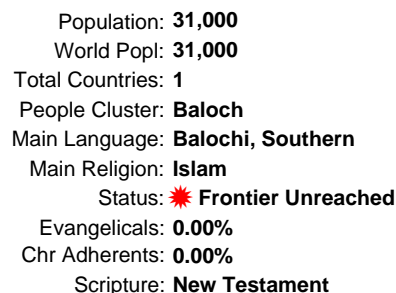 Population: 31,000
World Popl: 31,000
Total Countries: 1
People Cluster: Baloch
Main Language: Balochi, Southern
Main Religion: Islam
Status: Frontier Unreached
Evangelicals: 0.00%
Chr Adherents: 0.00%
Scripture: New Testament